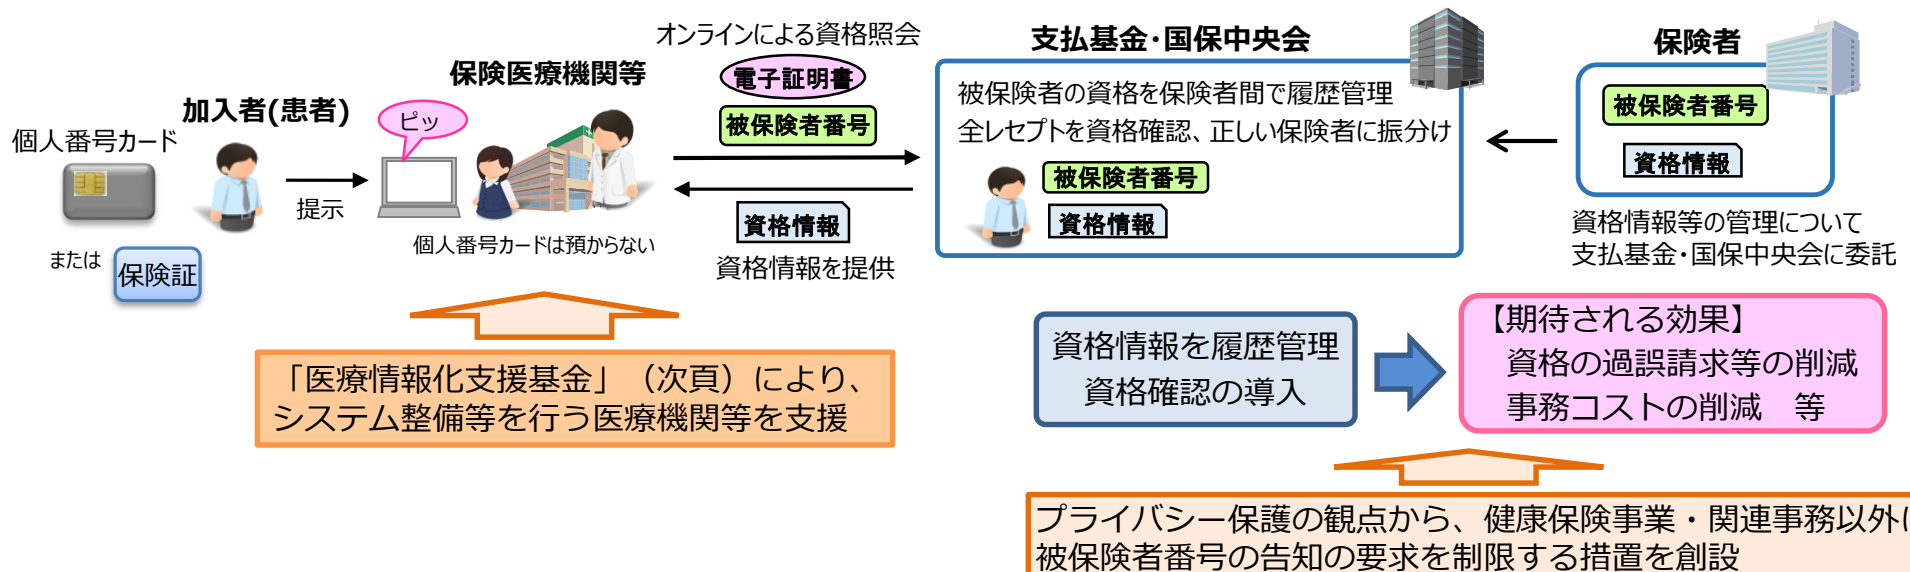 個人番号カード
または
保険証
加入者(患者)
提示
保険医療機関等
ピッ
個人番号カードは預からない
オンラインによる資格照会
電子証明書
被保険者番号
資格情報
資格情報を提供
支払基金・国保中央会
被保険者の資格を保険者間で履歴管理
全レセプトを資格確認、正しい保険者に振分け
被保険者番号
資格情報
保険者
被保険者番号
資格情報
資格情報等の管理について
支払基金・国保中央会に委託
「医療情報化支援基金」（次頁）により、
システム整備等を行う医療機関等を支援
資格情報を履歴管理
資格確認の導入
【期待される効果】
資格の過誤請求等の削減
事務コストの削減　等
プライバシー保護の観点から、健康保険事業・関連事務以外
被保険者番号の告知の要求を制限する措置を創設